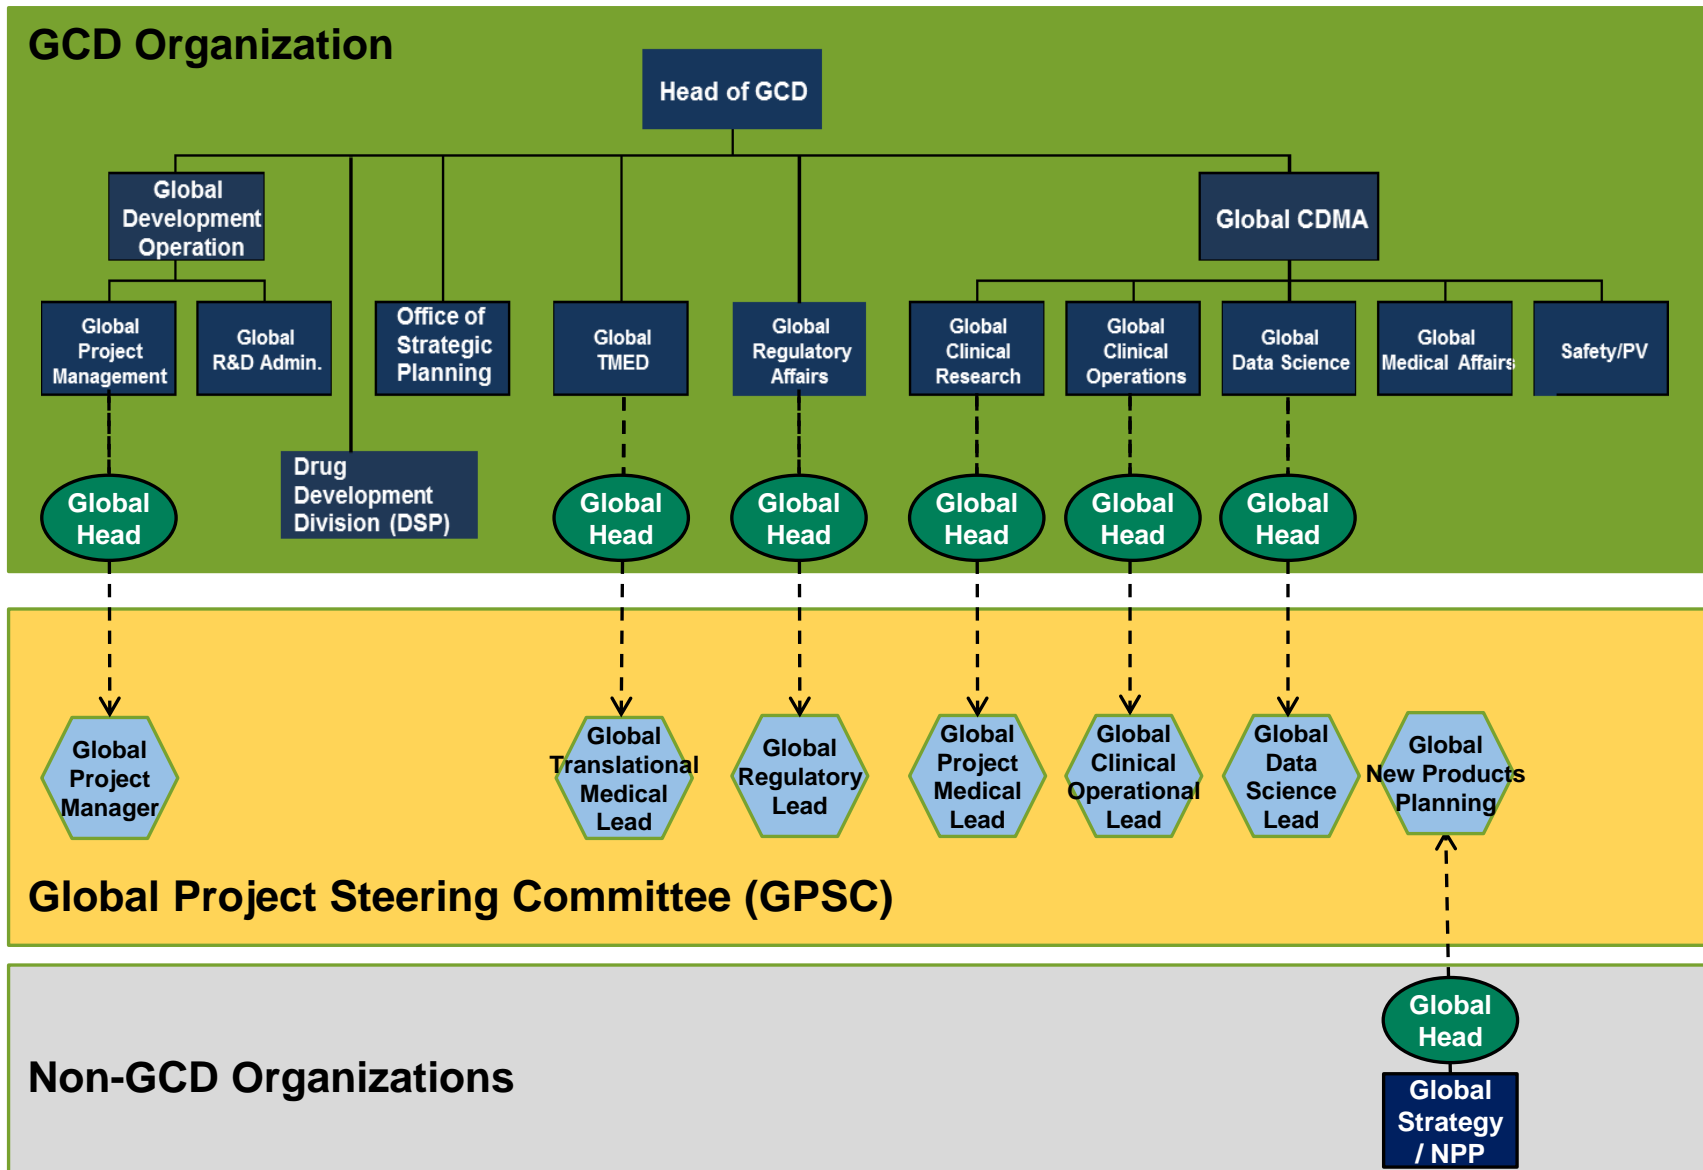 GCD Organization
Head of GCD
Global
Development
Operation
Global CDMA
Global
Project
Management
Global
R&D Admin.
Office of
Strategic
Planning
Global
TMED
Global
Regulatory
Affairs
Global
Clinical
Research
Global
Clinical
Operations
Global
Data Science
Global
Medical Affairs
Safety/PV
Drug
Development
Division (DSP)
Global
Head
Global
Head
Global
Head
Global
Head
Global
Head
Global
Head
Global
Project
Manager
Global
Translational
Medical
Lead
Global
Regulatory
Lead
Global
Project
Medical
Lead
Global
Clinical
Operational
Lead
Global
Data
Science
Lead
Global
New Products
Planning
Global Project Steering Committee (GPSC)
Global
Head
Non-GCD Organizations
Global
Strategy
/ NPP